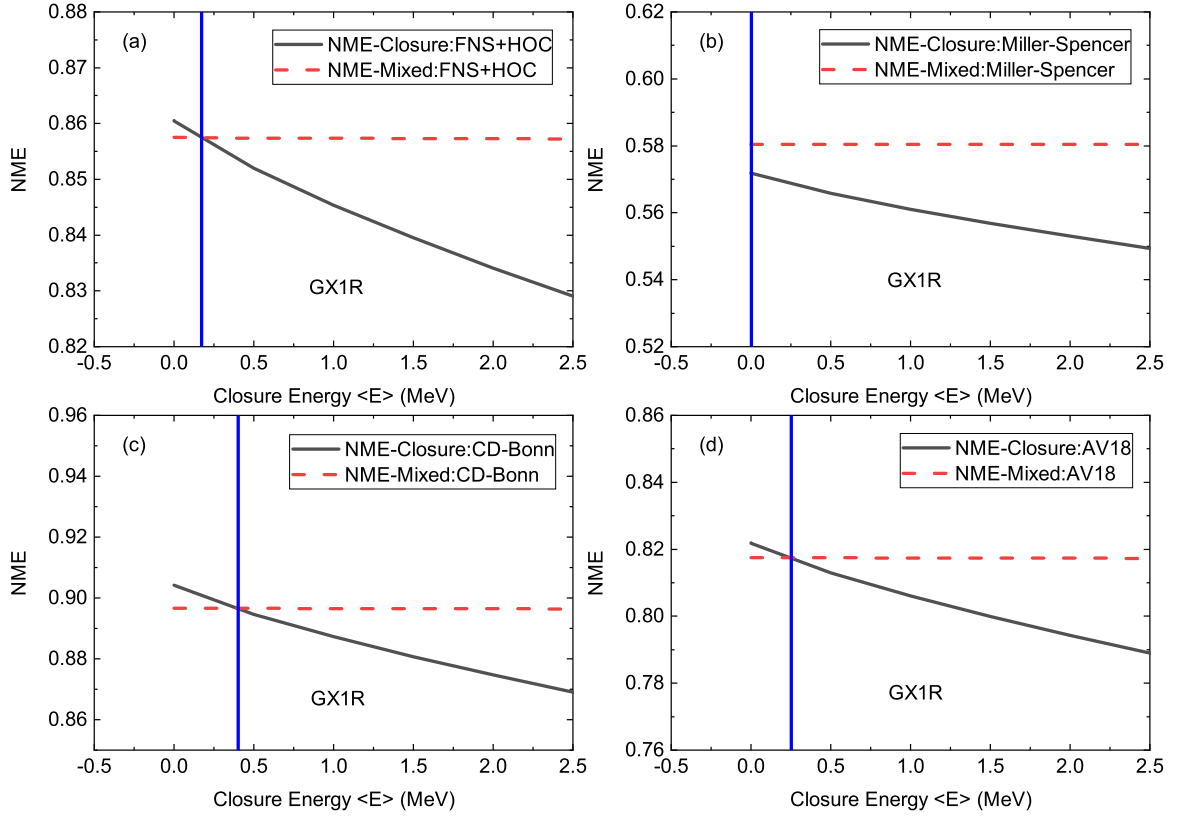 (a)
NME-Closure:FNS+HOC
NME-Mixed:FNS+HOC
0.88
0.87
0.86
0.85
0.84
0.83
0.82
NME
GX1R
-0.5 0.0 0.5 1.0 1.5 2.0 2.5
Closure Energy <E> (MeV)
(b)
NME-Closure:Miller-Spencer
NME-Mixed:Miller-Spencer
0.62
0.60
0.58
0.56
0.54
0.52
NME
GX1R
-0.5 0.0 0.5 1.0 1.5 2.0 2.5
Closure Energy <E> (MeV)
(c)
NME-Closure:CD-Bonn
NME-Mixed:CD-Bonn
0.96
0.94
0.92
0.90
0.88
0.86
NME
GX1R
-0.5 0.0 0.5 1.0 1.5 2.0 2.5
Closure Energy <E> (MeV)
(d)
NME-Closure:AV18
NME-Mixed:AV18
0.86
0.84
0.82
0.80
0.78
0.76
NME
GX1R
-0.5 0.0 0.5 1.0 1.5 2.0 2.5
Closure Energy <E> (MeV)